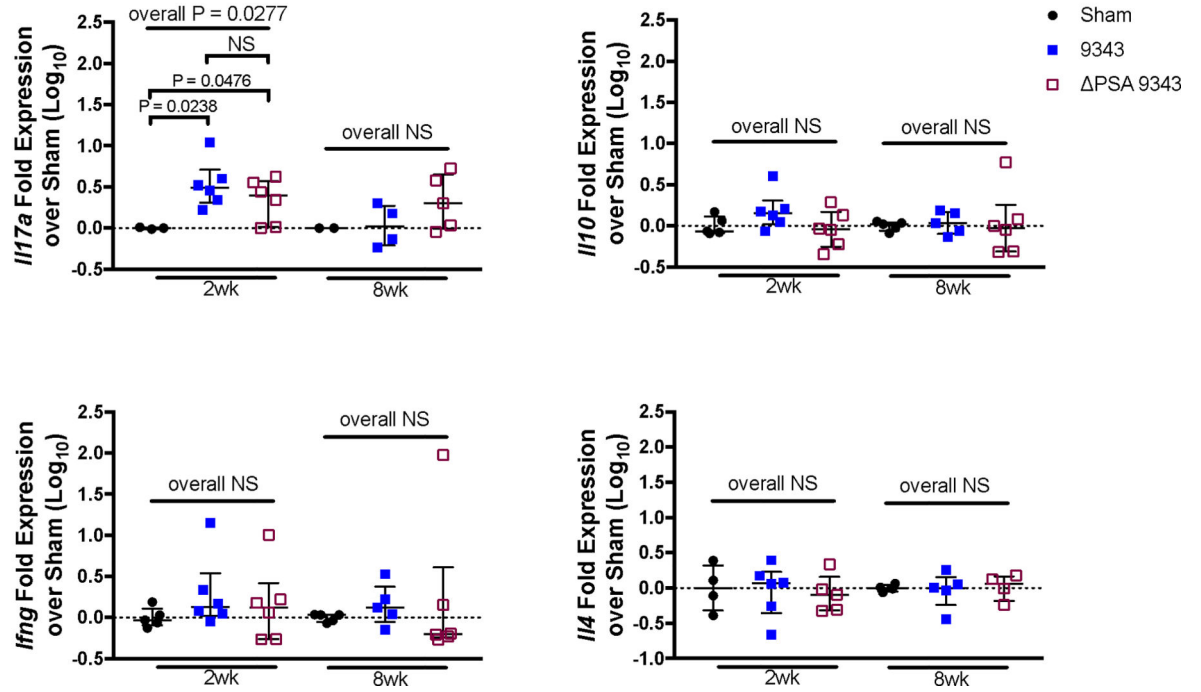 overall P = 0.0277
NS
P = 0.0476
P = 0.0238
overall NS
Il17a Fold Expression
over Sham (Log10)
2.5
2.0
1.5
1.0
0.5
0.0
-0.5
2wk
8wk
overall NS
overall NS
Il10 Fold Expression
over Sham (Log10)
2.5
2.0
1.5
1.0
0.5
0.0
-0.5
2wk
8wk
Sham
9343
ΔPSA 9343
overall NS
overall NS
Ifng Fold Expression
over Sham (Log10)
2.5
2.0
1.5
1.0
0.5
0.0
-0.5
2wk
8wk
overall NS
overall NS
Il4 Fold Expression
over Sham (Log10)
2.5
2.0
1.5
1.0
0.5
0.0
-0.5
-1.0
2wk
8wk